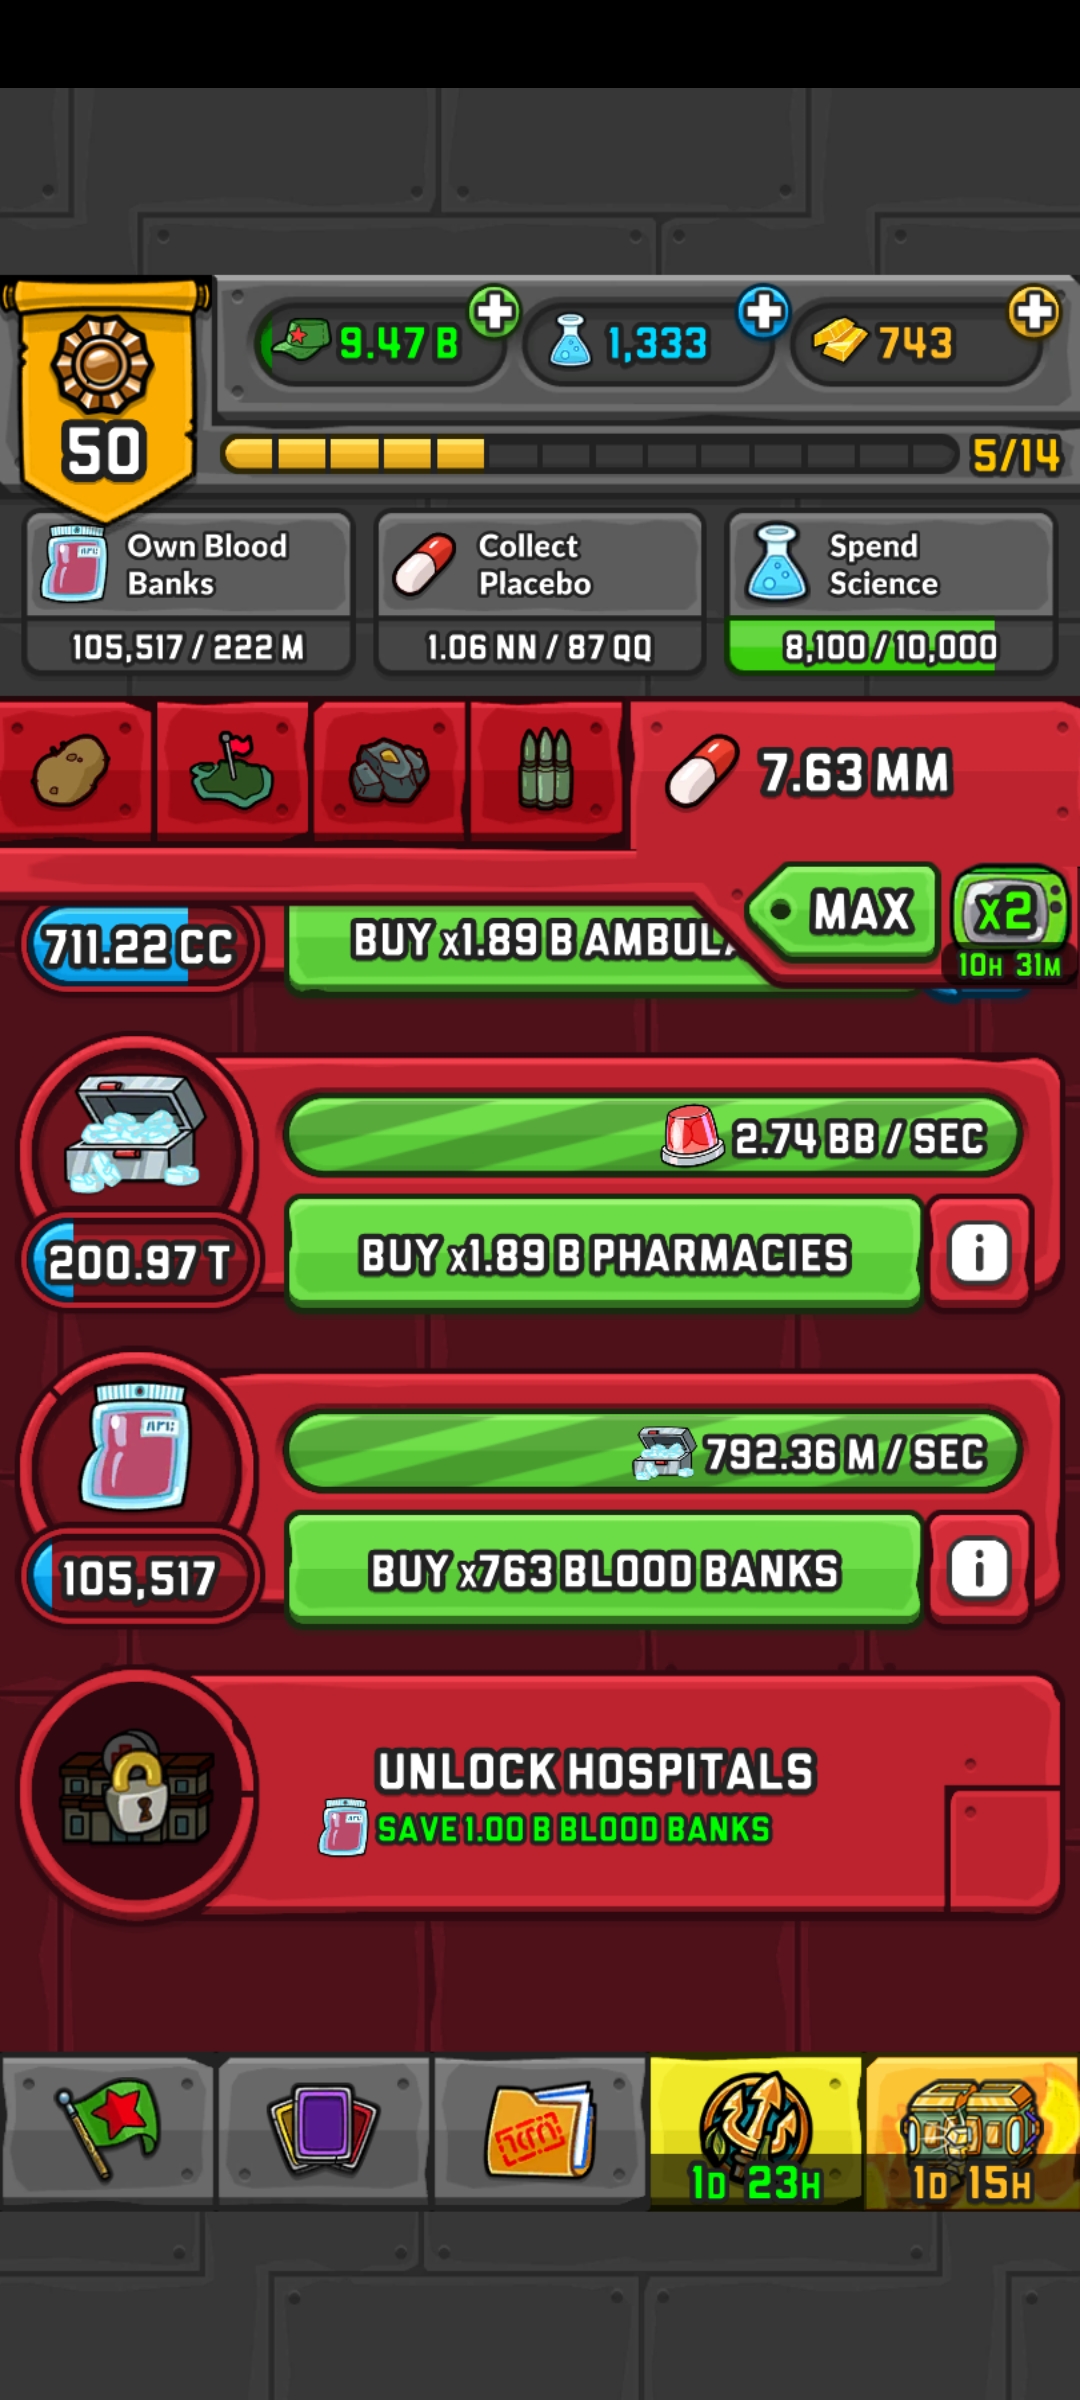 9.47 B
1,333
743
50
5/14
Own Blood
Banks
105,517 / 222 M
Collect
Placebo
1.06 NN / 87 QQ
Spend
Science
8,100 / 10,000
7.63 MM
MAX
x2
10H 31M
711.22 CC
BUY x1.89 B AMBUL
2.74 BB / SEC
200.97 T
BUY x1.89 B PHARMACIES
i
792.36 M / SEC
105,517
BUY x763 BLOOD BANKS
i
UNLOCK HOSPITALS
SAVE 1.00 B BLOOD BANKS
1D 23H
1D 15H